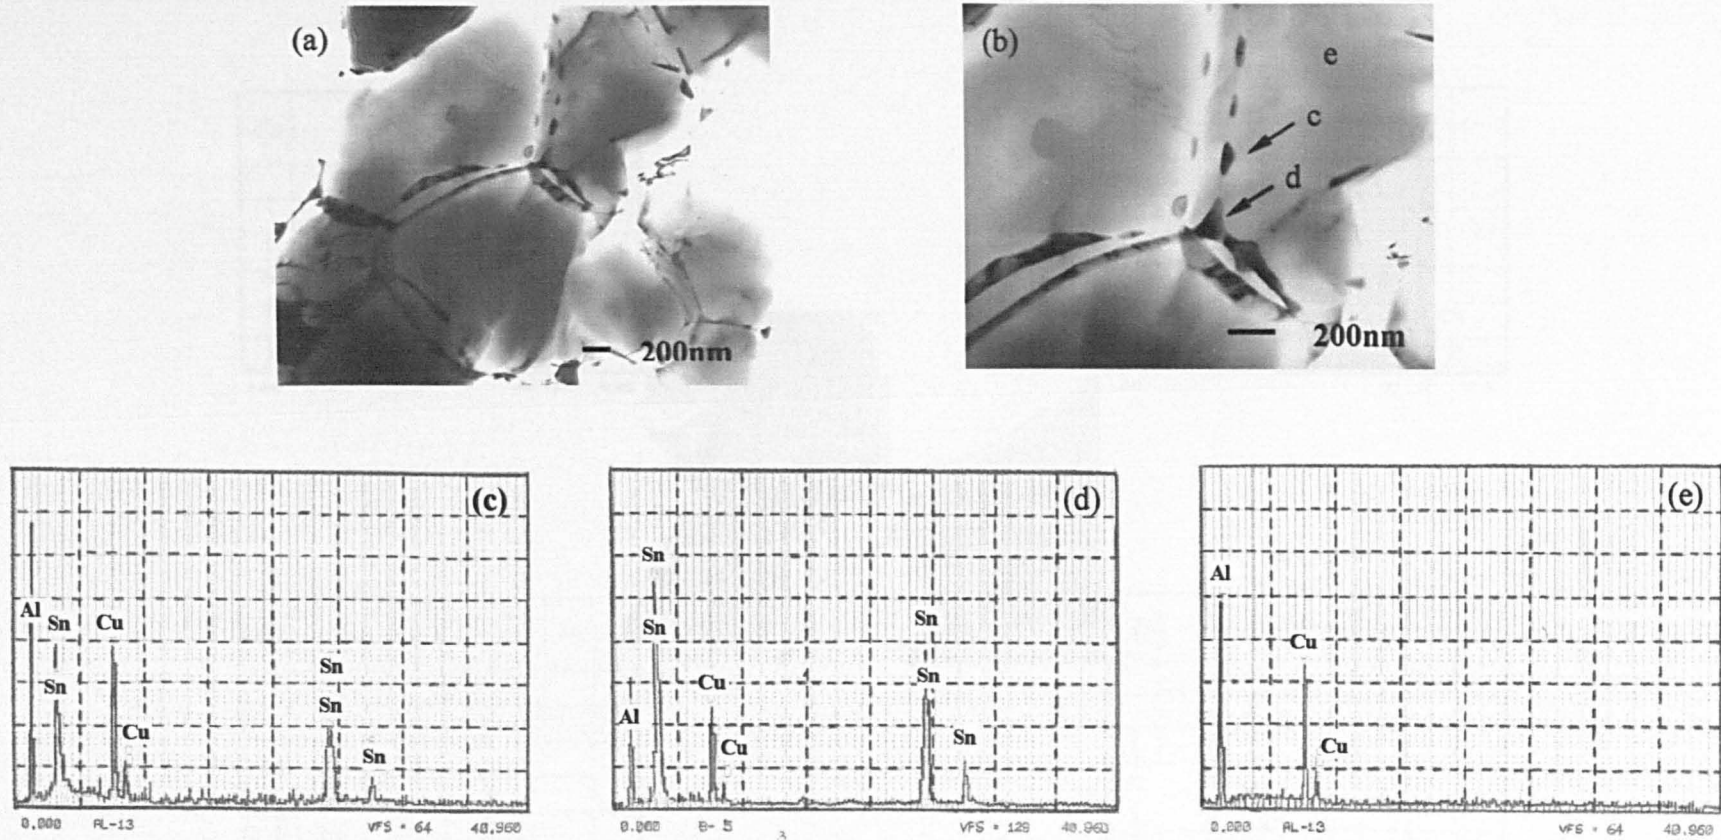 (a)
200nm
(b)
e
c
d
200nm
(c)
Al
Sn
Cu
Sn
Sn
Sn
Cu
Sn
0.000 AL-13 VFS = 64 40.960
(d)
Sn
Sn
Sn
Cu
Sn
Al
Cu
Sn
0.000 B-5 VFS = 128 40.960
3
(e)
Al
Cu
Cu
0.000 AL-13 VFS = 64 40.960